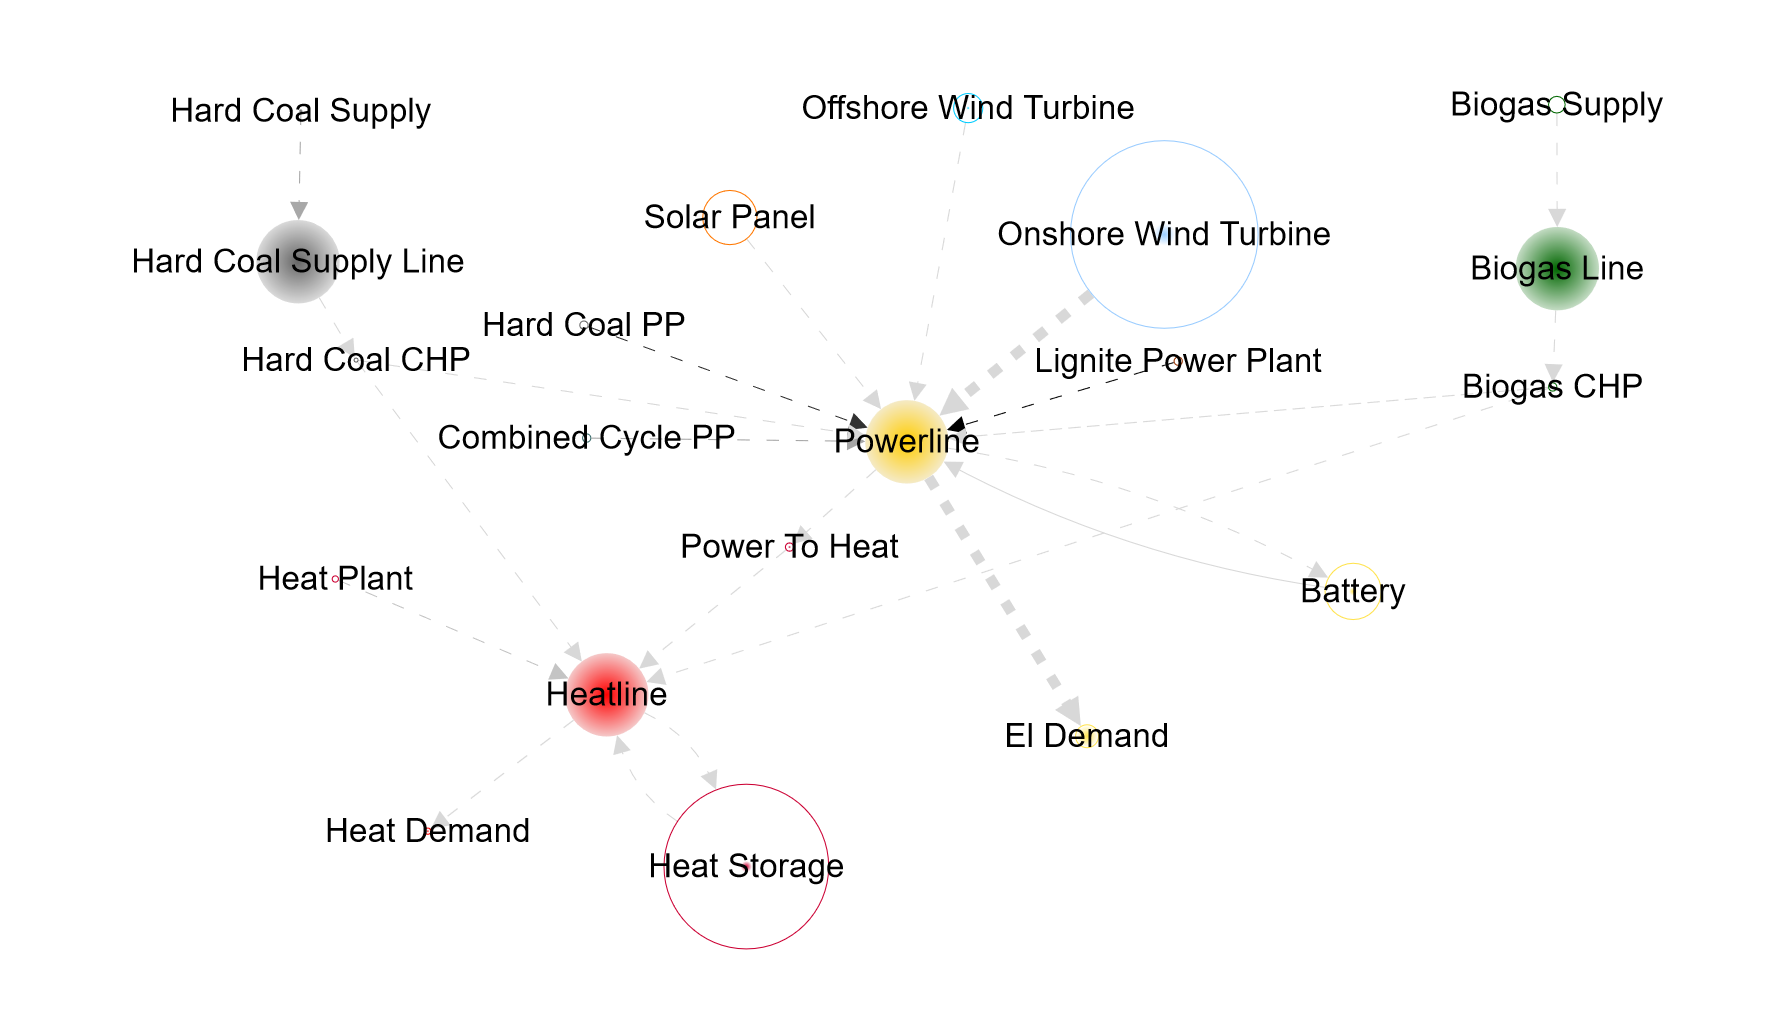 Hard Coal Supply
Offshore Wind Turbine
Biogas Supply
Solar Panel
Onshore Wind Turbine
Hard Coal Supply Line
Biogas Line
Hard Coal PP
Hard Coal CHP
Lignite Power Plant
Biogas CHP
Combined Cycle PP
Powerline
Power To Heat
Heat Plant
Battery
Heatline
El Demand
Heat Demand
Heat Storage